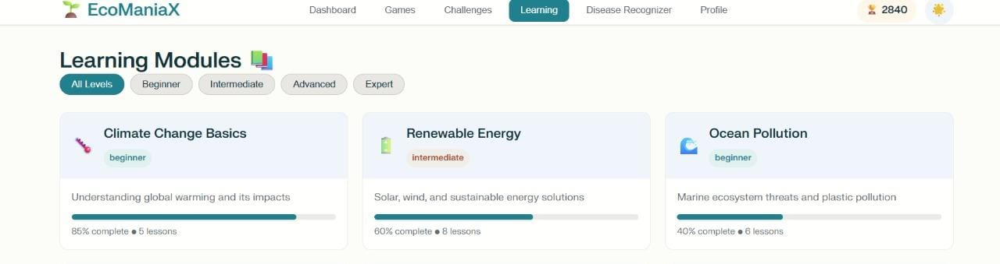 EcoManiaX
Dashboard Games Challenges Learning Disease Recognizer Profile
2840
Learning Modules
All Levels Beginner Intermediate Advanced Expert
Climate Change Basics
beginner
Understanding global warming and its impacts
85% complete ● 5 lessons
Renewable Energy
intermediate
Solar, wind, and sustainable energy solutions
60% complete ● 8 lessons
Ocean Pollution
beginner
Marine ecosystem threats and plastic pollution
40% complete ● 6 lessons